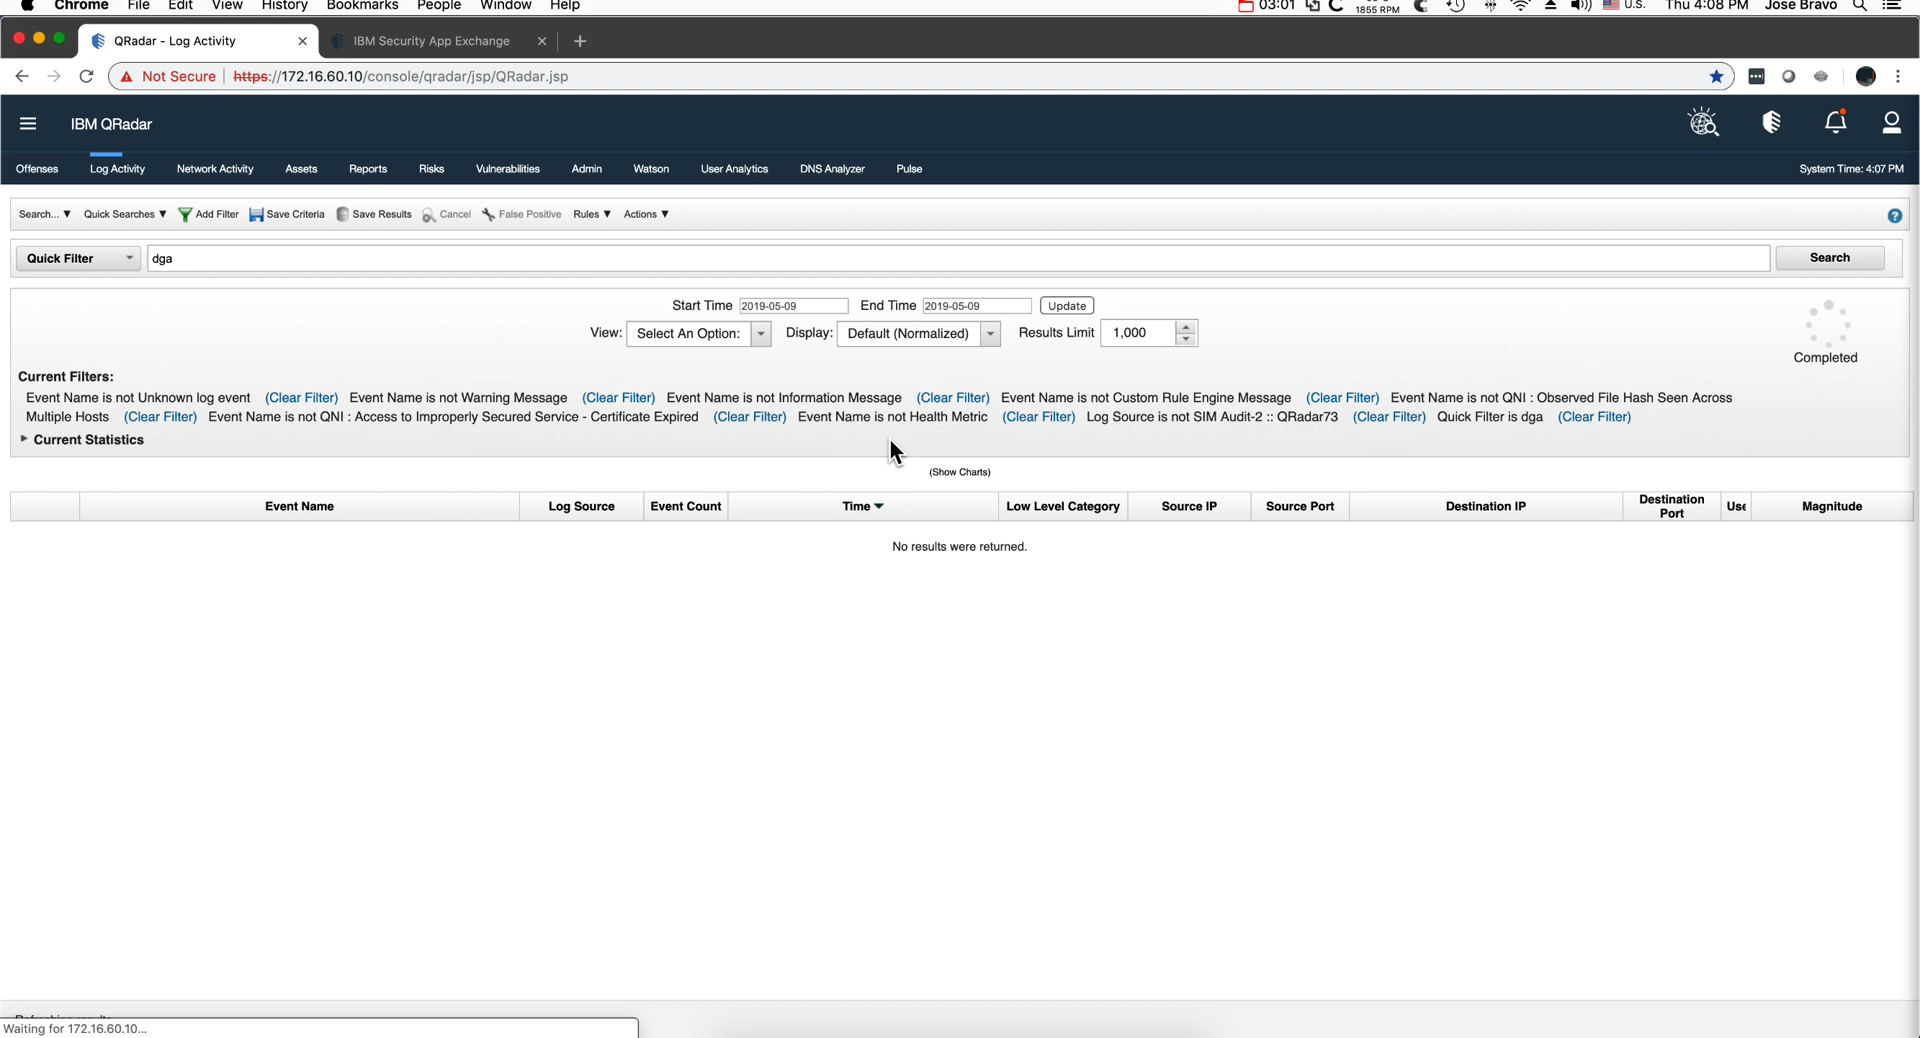 Chrome File Edit View History Bookmarks People Window Help 03:01 1855 RPM U.S. Thu 4:08 PM Jose Bravo
QRadar - Log Activity IBM Security App Exchange
Not Secure https://172.16.60.10/console/qradar/jsp/QRadar.jsp
IBM QRadar
Offenses Log Activity Network Activity Assets Reports Risks Vulnerabilities Admin Watson User Analytics DNS Analyzer Pulse System Time: 4:07 PM
Search... ▼ Quick Searches ▼ Add Filter Save Criteria Save Results Cancel False Positive Rules ▼ Actions ▼
Quick Filter dga Search
Start Time 2019-05-09 End Time 2019-05-09 Update
View: Select An Option: Display: Default (Normalized) Results Limit 1,000
Completed
Current Filters:
Event Name is not Unknown log event (Clear Filter) Event Name is not Warning Message (Clear Filter) Event Name is not Information Message (Clear Filter) Event Name is not Custom Rule Engine Message (Clear Filter) Event Name is not QNI : Observed File Hash Seen Across
Multiple Hosts (Clear Filter) Event Name is not QNI : Access to Improperly Secured Service - Certificate Expired (Clear Filter) Event Name is not Health Metric (Clear Filter) Log Source is not SIM Audit-2 :: QRadar73 (Clear Filter) Quick Filter is dga (Clear Filter)
Current Statistics
(Show Charts)
Event Name Log Source Event Count Time Low Level Category Source IP Source Port Destination IP Destination Port Use Magnitude
No results were returned.
Waiting for 172.16.60.10...